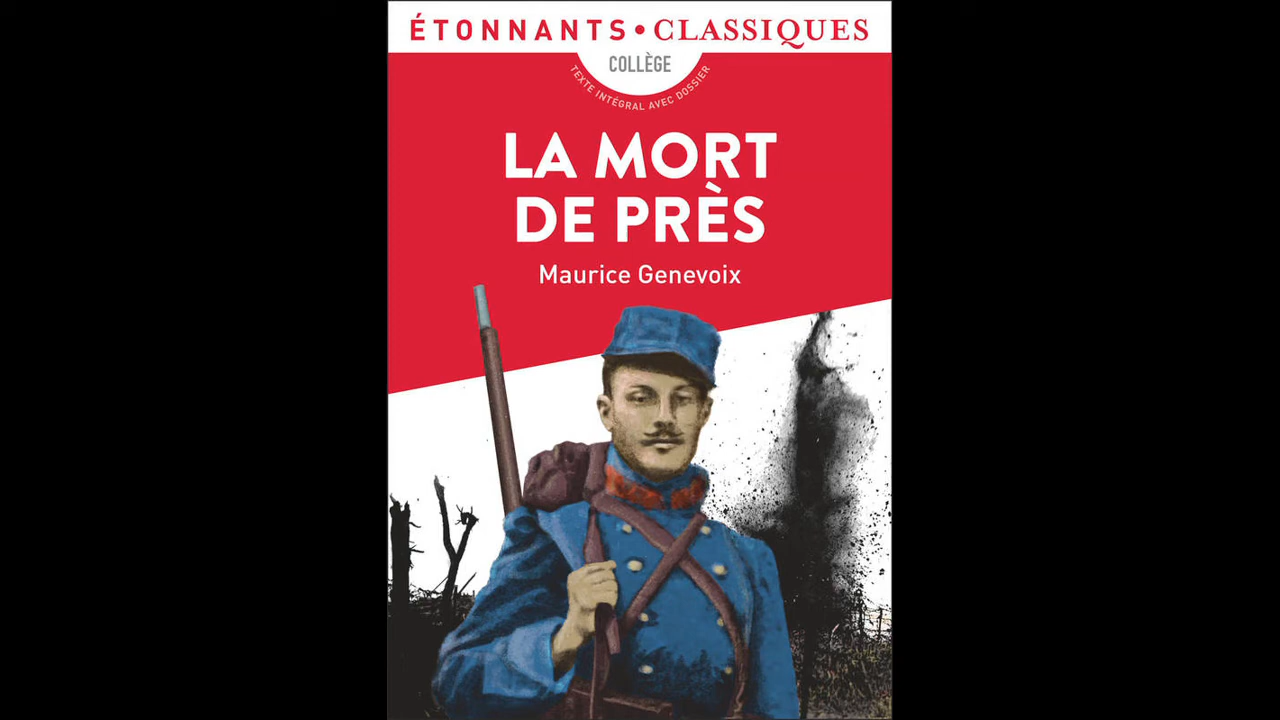 ÉTONNANTS • CLASSIQUES
COLLÈGE
TEXTE INTÉGRAL AVEC DOSSIER
LA MORT
DE PRÈS
Maurice Genevoix